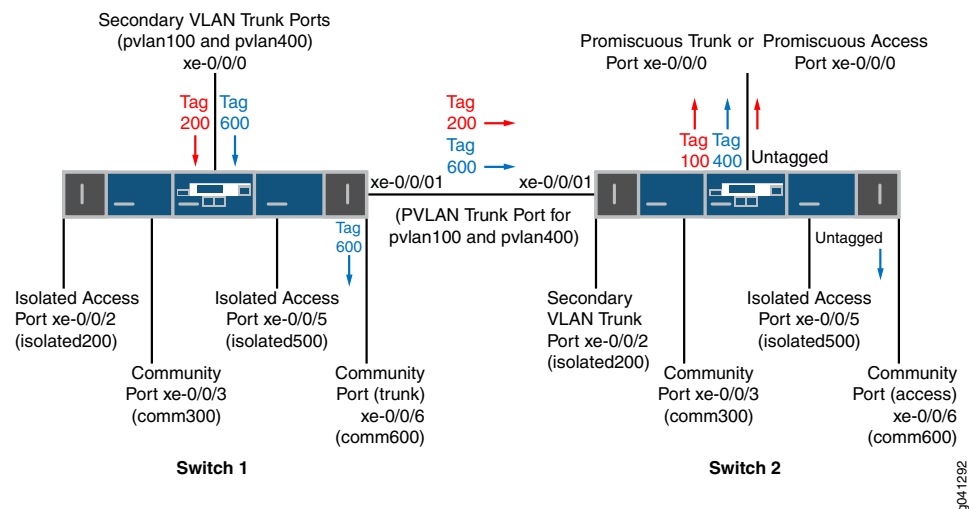 Secondary VLAN Trunk Ports
(pvlan100 and pvlan400)
xe-0/0/0
Tag
200
Tag
600
Tag
200
Tag
600
Promiscuous Trunk or
Port xe-0/0/0
Promiscuous Access
Port xe-0/0/0
Tag
100
Tag
400
Untagged
xe-0/0/01
xe-0/0/01
(PVLAN Trunk Port for
pvlan100 and pvlan400)
Tag
600
Untagged
Isolated Access
Port xe-0/0/2
(isolated200)
Isolated Access
Port xe-0/0/5
(isolated500)
Community
Port xe-0/0/3
(comm300)
Community
Port (trunk)
xe-0/0/6
(comm600)
Switch 1
Secondary
VLAN Trunk
Port xe-0/0/2
(isolated200)
Isolated Access
Port xe-0/0/5
(isolated500)
Community
Port xe-0/0/3
(comm300)
Community
Port (access)
xe-0/0/6
(comm600)
Switch 2
g041292